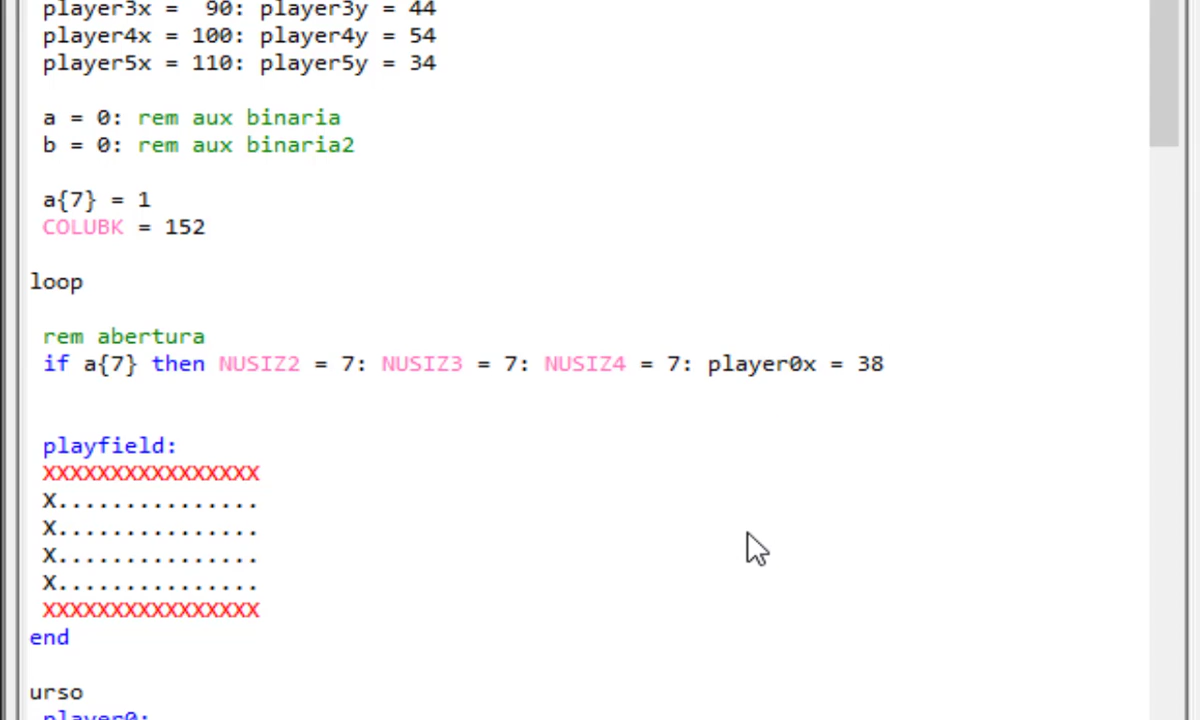 player3x =  90: player3y = 44
player4x = 100: player4y = 54
player5x = 110: player5y = 34
a = 0: rem aux binaria
b = 0: rem aux binaria2
a{7} = 1
COLUBK = 152
loop
rem abertura
if a{7} then NUSIZ2 = 7: NUSIZ3 = 7: NUSIZ4 = 7: player0x = 38
playfield:
XXXXXXXXXXXXXXXX
X...............
X...............
X...............
X...............
XXXXXXXXXXXXXXXX
end
urso
player0: